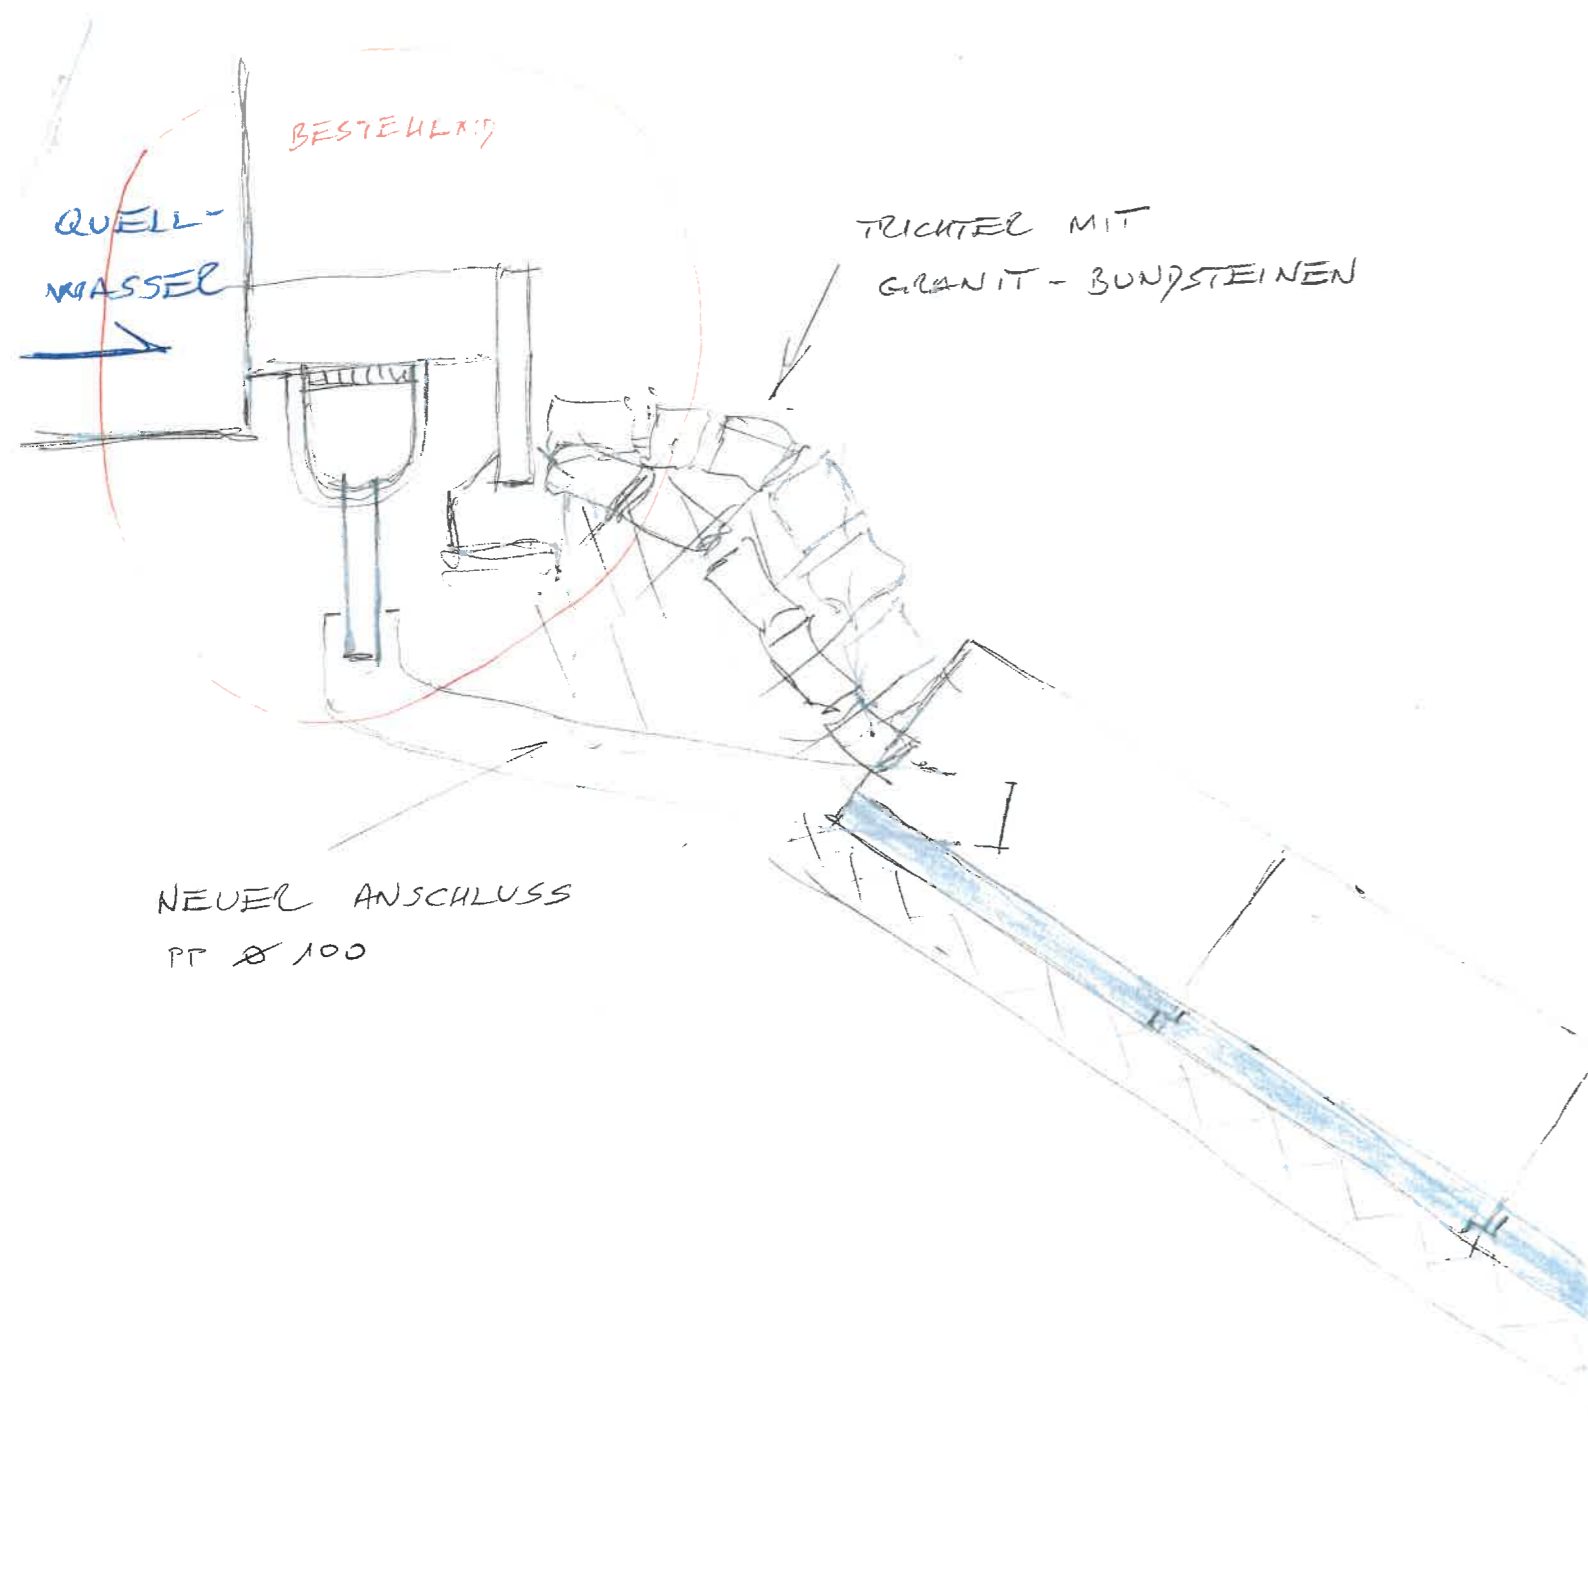 BESTEHEND
QUELL-
WASSER
TRICHTER MIT
GRANIT - BUNDSTEINEN
NEUER ANSCHLUSS
PP Ø 100